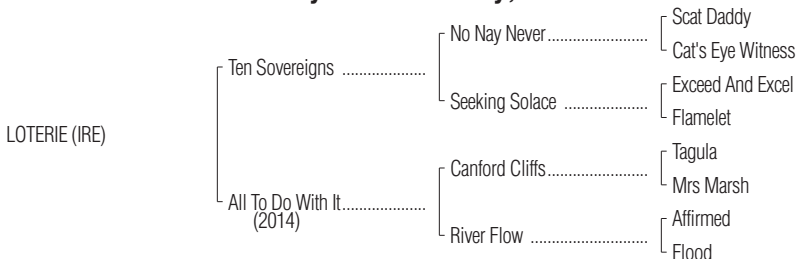 Scat Daddy
No Nay Never
Cat's Eye Witness
Ten Sovereigns
Exceed And Excel
Seeking Solace
Flamelet
LOTERIE (IRE)
Tagula
Canford Cliffs
Mrs Marsh
All To Do With It
(2014)
Affirmed
River Flow
Flood